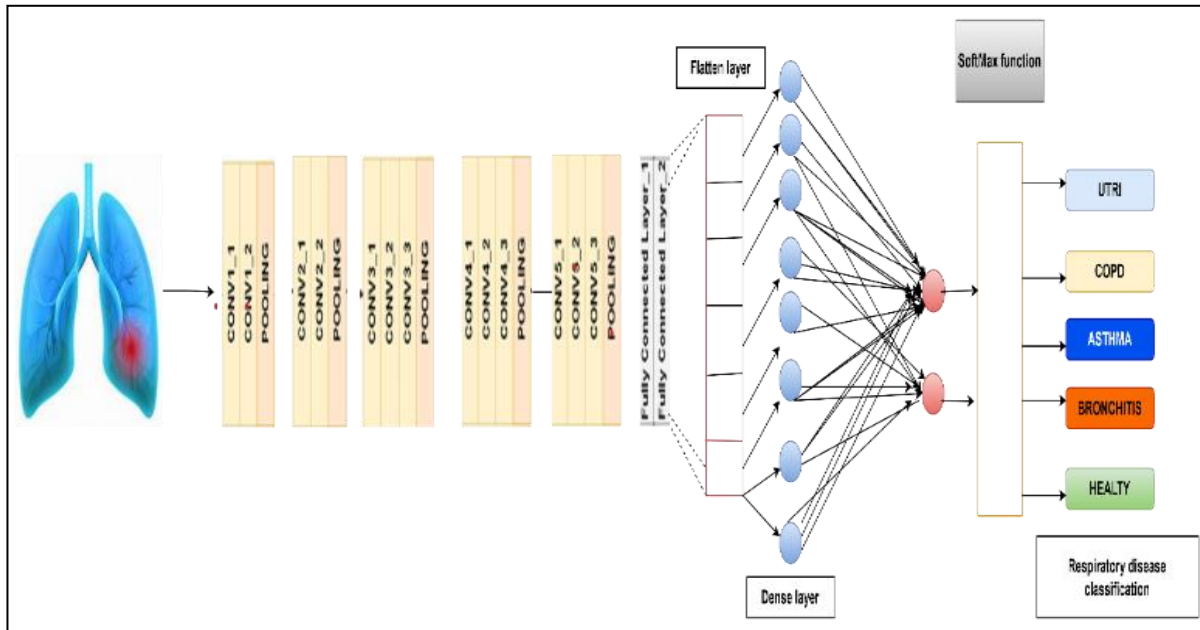 CONV1_1
CONV1_2
POOLING
CONV2_1
CONV2_2
POOLING
CONV3_1
CONV3_2
CONV3_3
POOLING
CONV4_1
CONV4_2
CONV4_3
POOLING
CONV5_1
CONV5_2
CONV5_3
POOLING
Fully Connected Layer_1
Fully Connected Layer_2
Flatten layer
Dense layer
SoftMax function
UTRI
COPD
ASTHMA
BRONCHITIS
HEALTY
Respiratory disease
classification